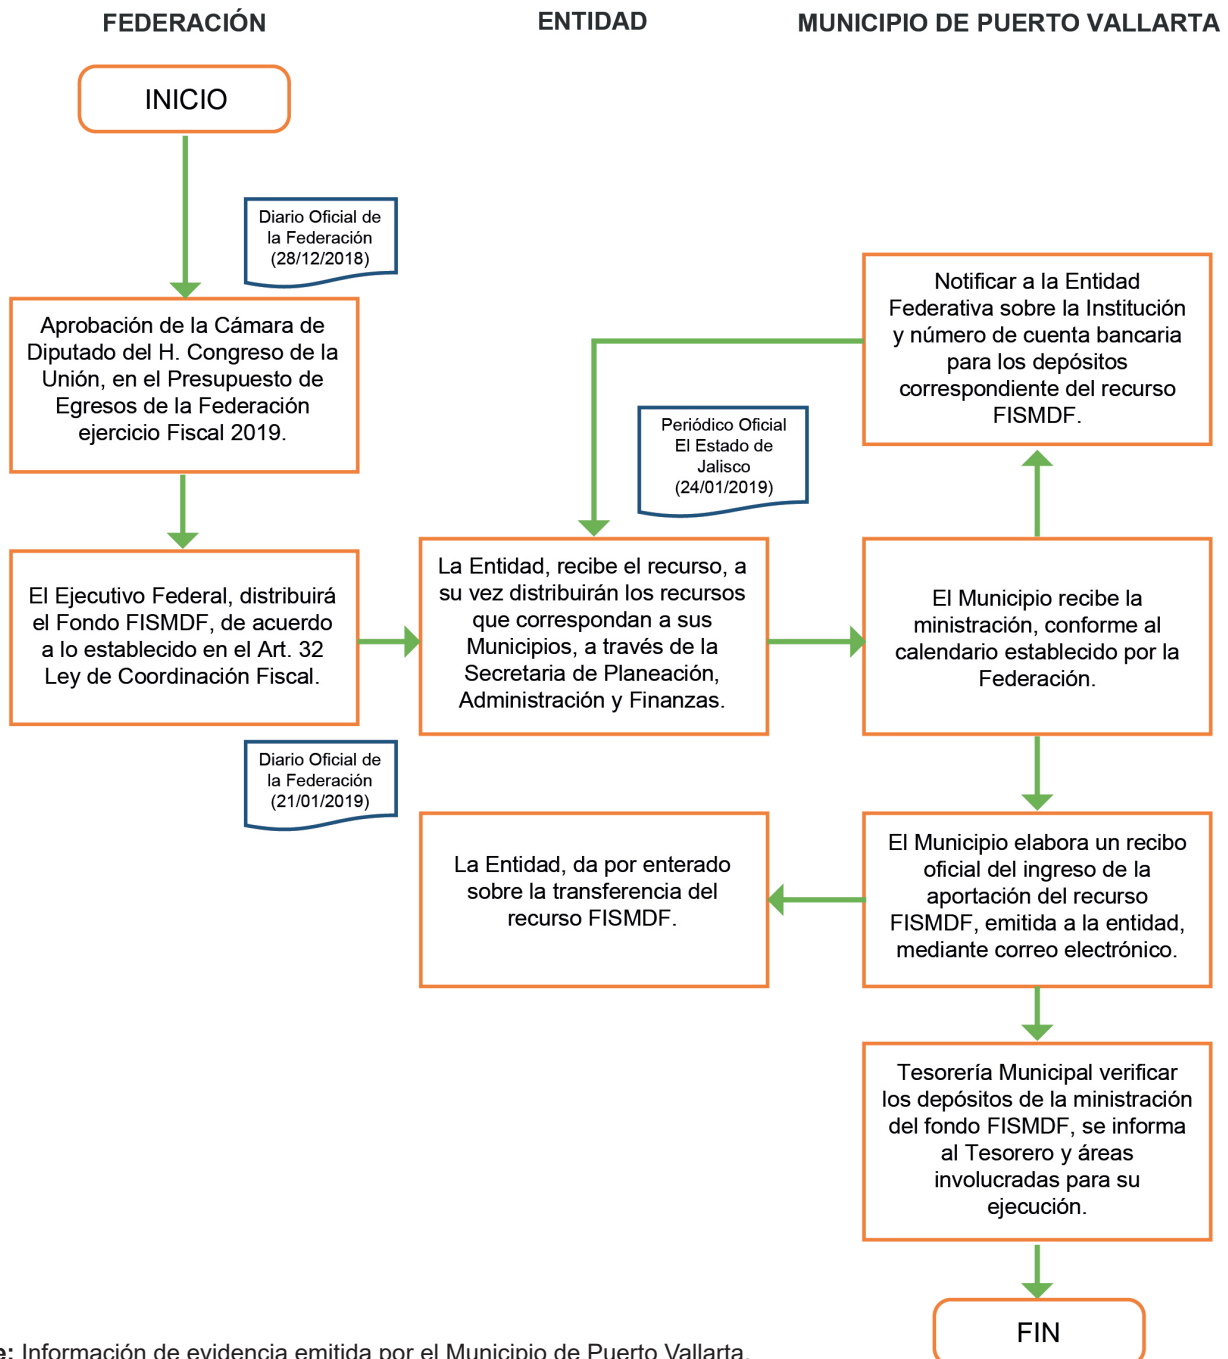 FEDERACIÓN
ENTIDAD
MUNICIPIO DE PUERTO VALLARTA
INICIO
Diario Oficial de
la Federación
(28/12/2018)
Aprobación de la Cámara de
Diputado del H. Congreso de la
Unión, en el Presupuesto de
Egresos de la Federación
ejercicio Fiscal 2019.
Notificar a la Entidad
Federativa sobre la Institución
y número de cuenta bancaria
para los depósitos
correspondiente del recurso
FISMDF.
Periódico Oficial
El Estado de
Jalisco
(24/01/2019)
El Ejecutivo Federal, distribuirá
el Fondo FISMDF, de acuerdo
a lo establecido en el Art. 32
Ley de Coordinación Fiscal.
La Entidad, recibe el recurso, a
su vez distribuirán los recursos
que correspondan a sus
Municipios, a través de la
Secretaria de Planeación,
Administración y Finanzas.
El Municipio recibe la
ministración, conforme al
calendario establecido por la
Federación.
Diario Oficial de
la Federación
(21/01/2019)
La Entidad, da por enterado
sobre la transferencia del
recurso FISMDF.
El Municipio elabora un recibo
oficial del ingreso de la
aportación del recurso
FISMDF, emitida a la entidad,
mediante correo electrónico.
Tesorería Municipal verificar
los depósitos de la ministración
del fondo FISMDF, se informa
al Tesorero y áreas
involucradas para su
ejecución.
FIN
e: Información de evidencia emitida por el Municipio de Puerto Vallarta.